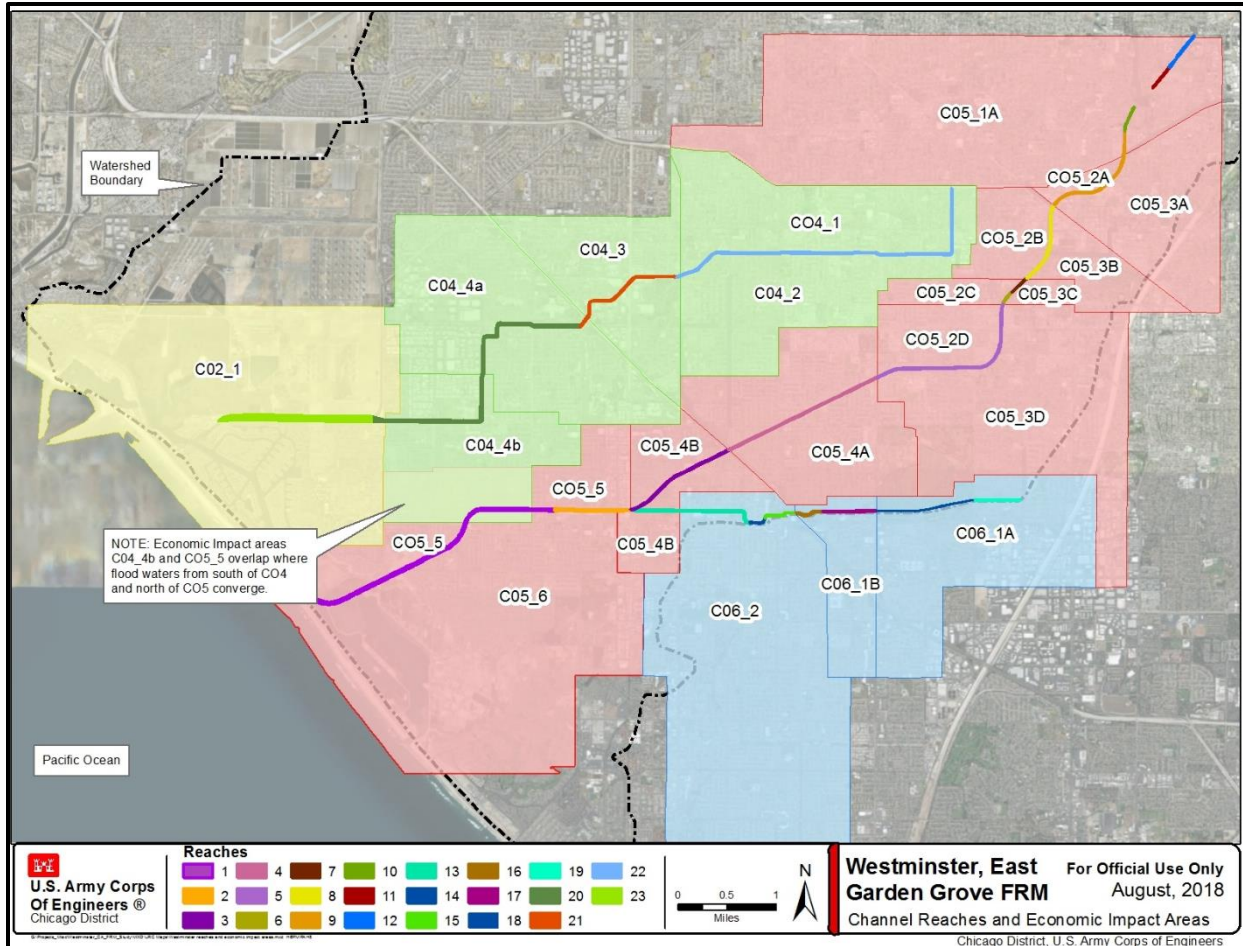 C05_1A
Watershed
Boundary
CO5_2A
C05_3A
CO4_1
C04_3
CO5_2B
C05_3B
C04_4a
C04_2
C05_2C
C05_3C
CO5_2D
C02_1
C05_3D
C04_4b
C05_4B
C05_4A
CO5_5
NOTE: Economic Impact areas
C04_4b and CO5_5 overlap where
flood waters from south of CO4
and north of CO5 converge.
CO5_5
C05_4B
C06_1A
C05_6
C06_2
C06_1B
Pacific Ocean
U.S. Army Corps
Of Engineers ®
Chicago District
Reaches
1 4 7 10 13 16 19 22
2 5 8 11 14 17 20 23
3 6 9 12 15 18 21
0 0.5 1
Miles
N
Westminster, East
Garden Grove FRM
For Official Use Only
August, 2018
Channel Reaches and Economic Impact Areas
Chicago District, U.S. Army Corps of Engineers